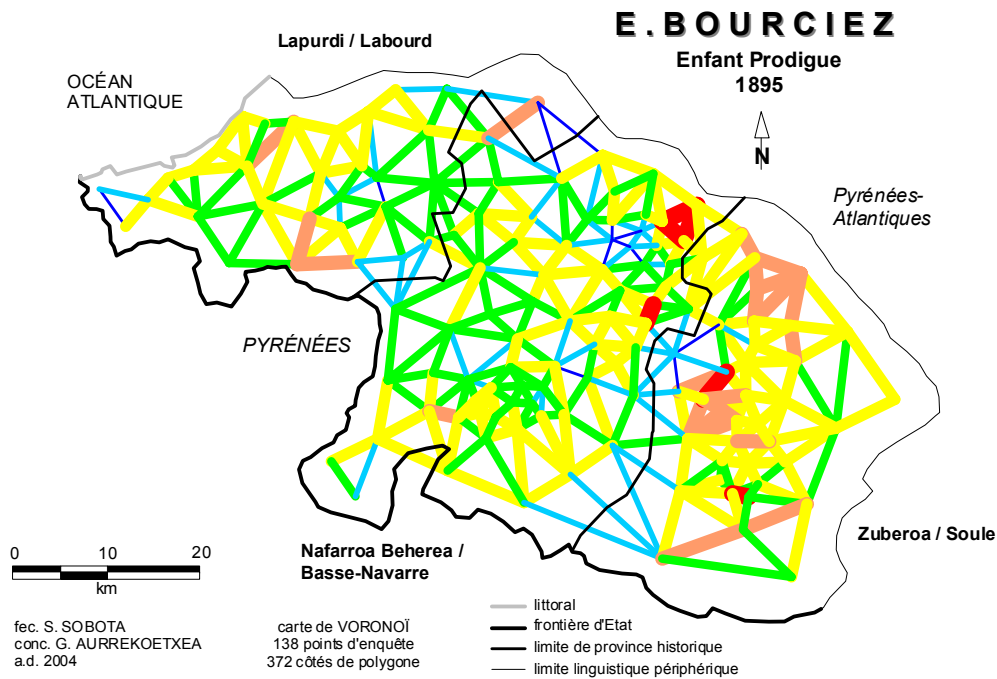 E.BOURCIEZ
Enfant Prodigue
1895
N
Lapurdi / Labourd
OCÉAN
ATLANTIQUE
Pyrénées-
Atlantiques
PYRÉNÉES
Zuberoa / Soule
Nafarroa Beherea /
Basse-Navarre
0 10 20
km
fec. S. SOBOTA
conc. G. AURREKOETXEA
a.d. 2004
carte de VORONOÏ
138 points d'enquête
372 côtés de polygone
littoral
frontière d'Etat
limite de province historique
limite linguistique périphérique